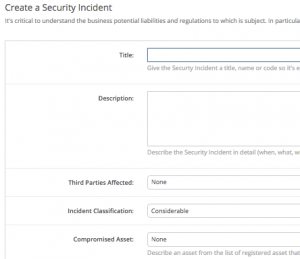 Create a Security Incident
It's critical to understand the business potential liabilities and regulations to which is subject. In particula
Title:
Give the Security Incident a title, name or code so it's e
Description:
Describe the Security Incident in detail (when, what, w
Third Parties Affected:
None
Incident Classification:
Considerable
Compromised Asset:
None
Describe an asset from the list of registered asset that